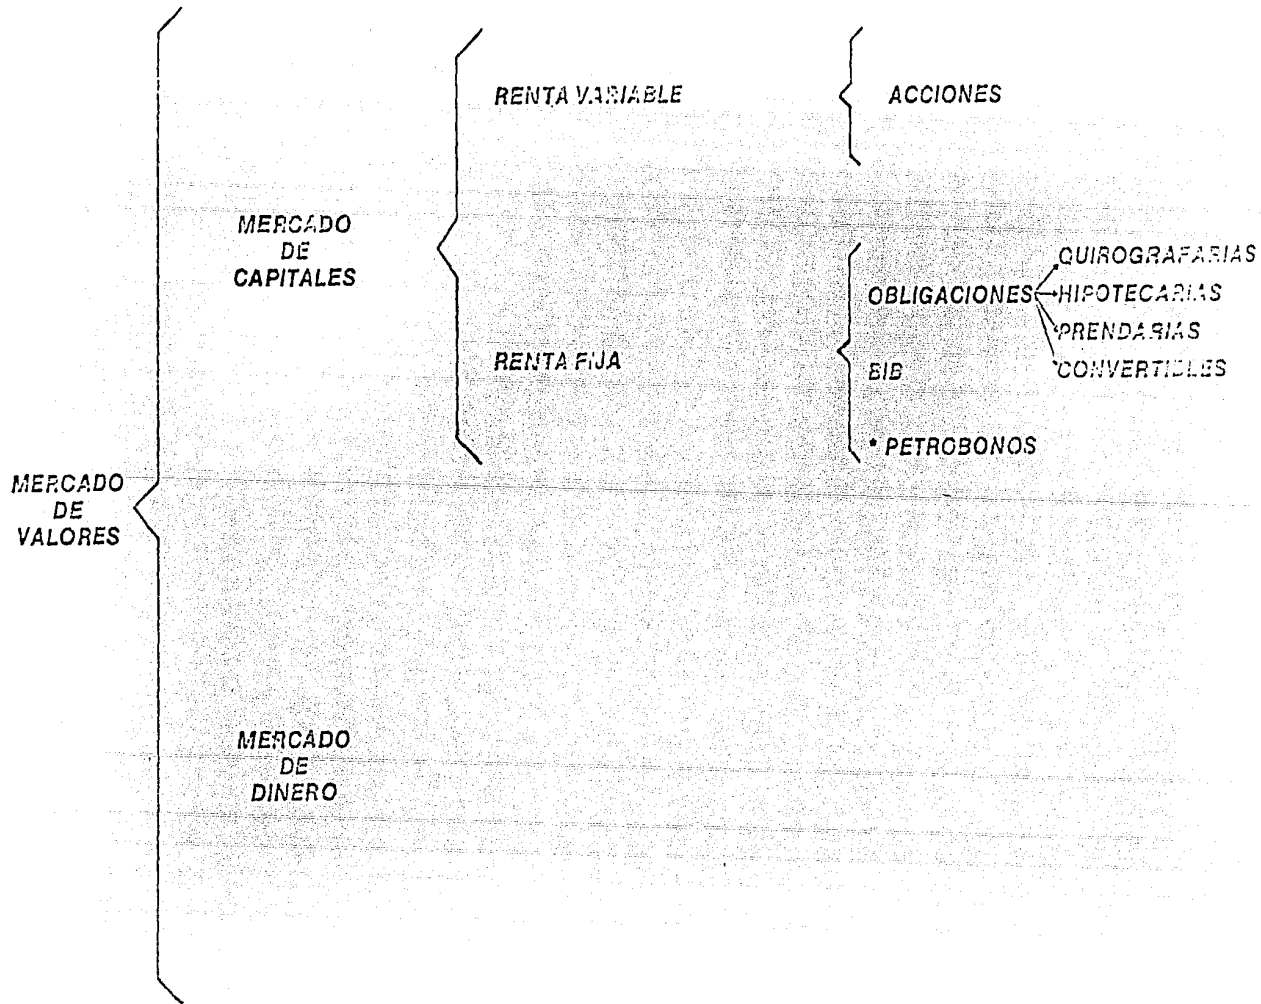 RENTA VARIABLE
ACCIONES
MERCADO
DE
CAPITALES
QUIROGRAFARIAS
OBLIGACIONES
HIPOTECARIAS
PRENDARIAS
RENTA FIJA
BIB
CONVERTIBLES
* PETROBONOS
MERCADO
DE
VALORES
MERCADO
DE
DINERO